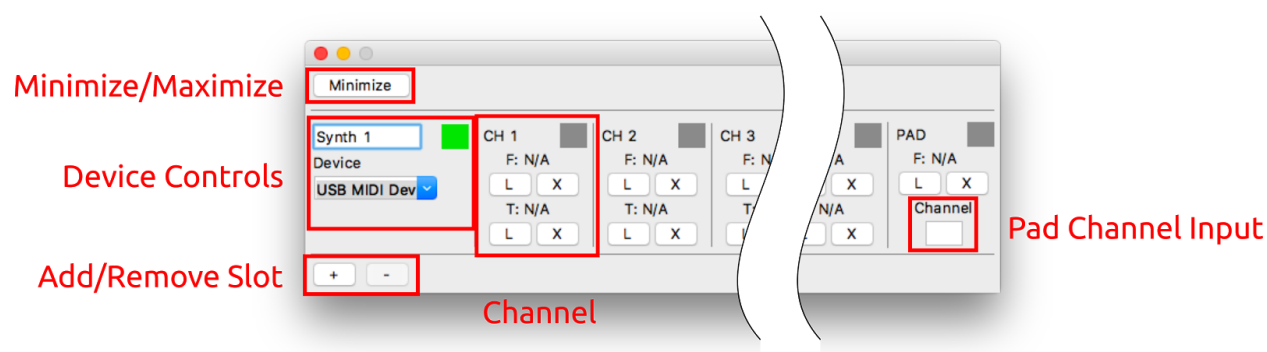 Minimize/Maximize
Minimize
Device Controls
Synth 1
Device
USB MIDI Dev
CH 1
F: N/A
L X
T: N/A
L X
CH 2
F: N/A
L X
T: N/A
L X
CH 3
F: N
L
T:
L
A
X
N/A
X
PAD
F: N/A
L X
Channel
Pad Channel Input
Add/Remove Slot
+ -
Channel